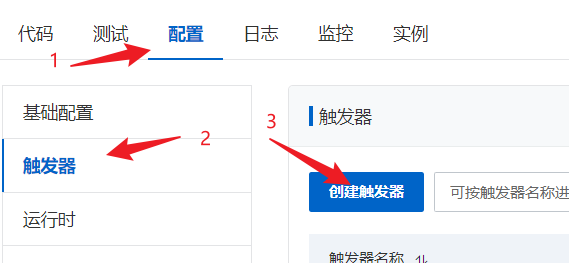 代码 测试 配置 日志 监控 实例
1
基础配置
触发器
2
运行时
触发器
3
创建触发器 可按触发器名称进
触发器名称